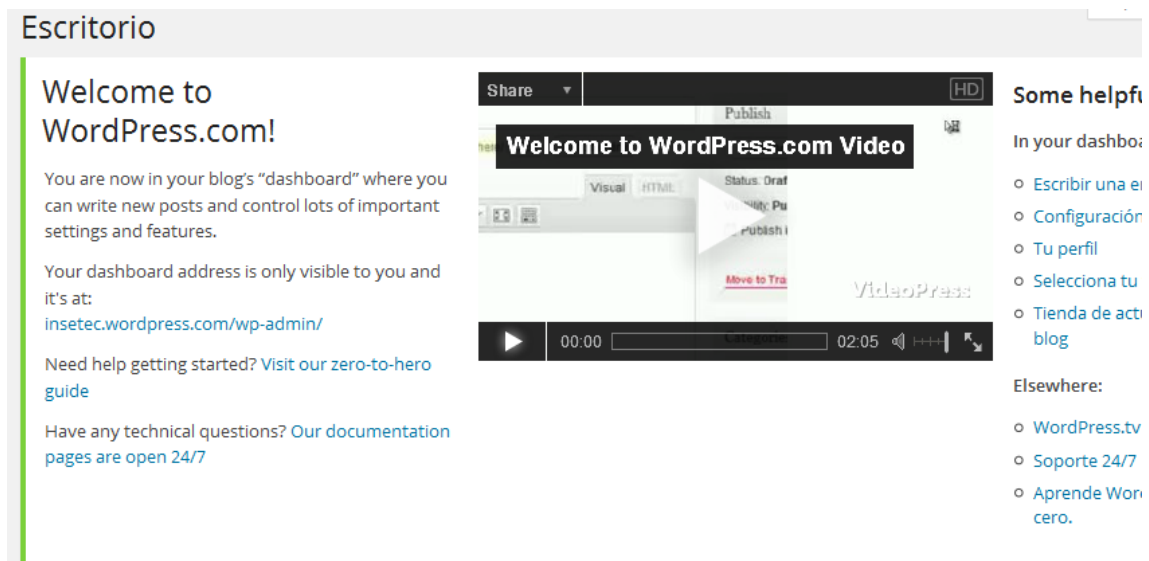 Escritorio
Welcome to
WordPress.com!
You are now in your blog's “dashboard” where you
can write new posts and control lots of important
settings and features.
Your dashboard address is only visible to you and
it's at:
insetec.wordpress.com/wp-admin/
Need help getting started? Visit our zero-to-hero
guide
Have any technical questions? Our documentation
pages are open 24/7
Share
HD
Publish
Welcome to WordPress.com Video
Visual HTML
Status: Draf
Pu
Publish i
Move to Tra
VideoPress
Categorie
00:00
02:05
Some helpfu
In your dashboa
Escribir una e
Configuración
Tu perfil
Selecciona tu
Tienda de actu
blog
Elsewhere:
WordPress.tv
Soporte 24/7
Aprende Wor
cero.